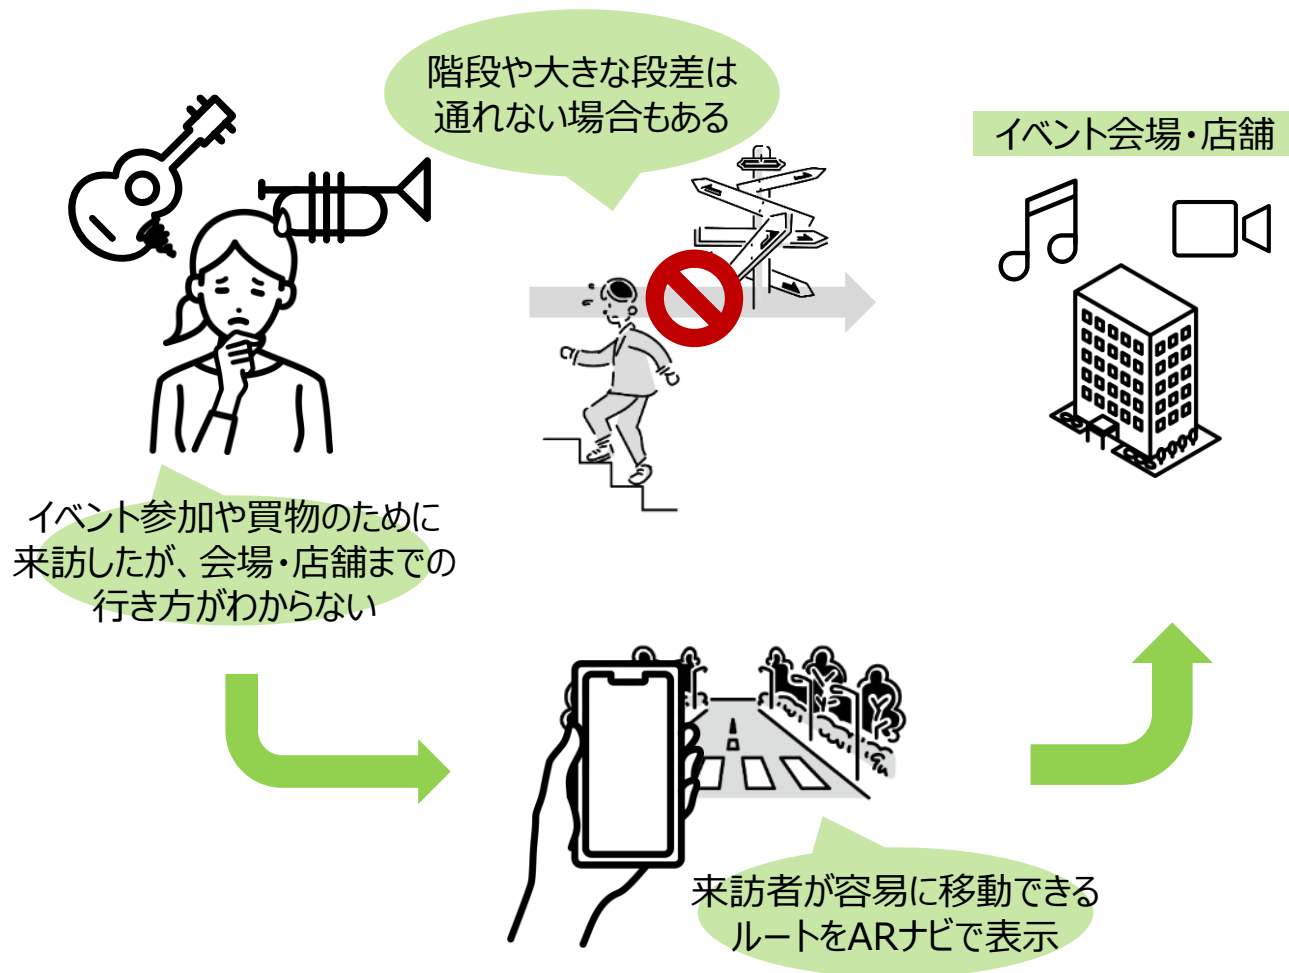 階段や大きな段差は
通れない場合もある
イベント会場・店舗
イベント参加や買物のために
来訪したが、会場・店舗までの
行き方がわからない
来訪者が容易に移動できる
ルートをARナビで表示